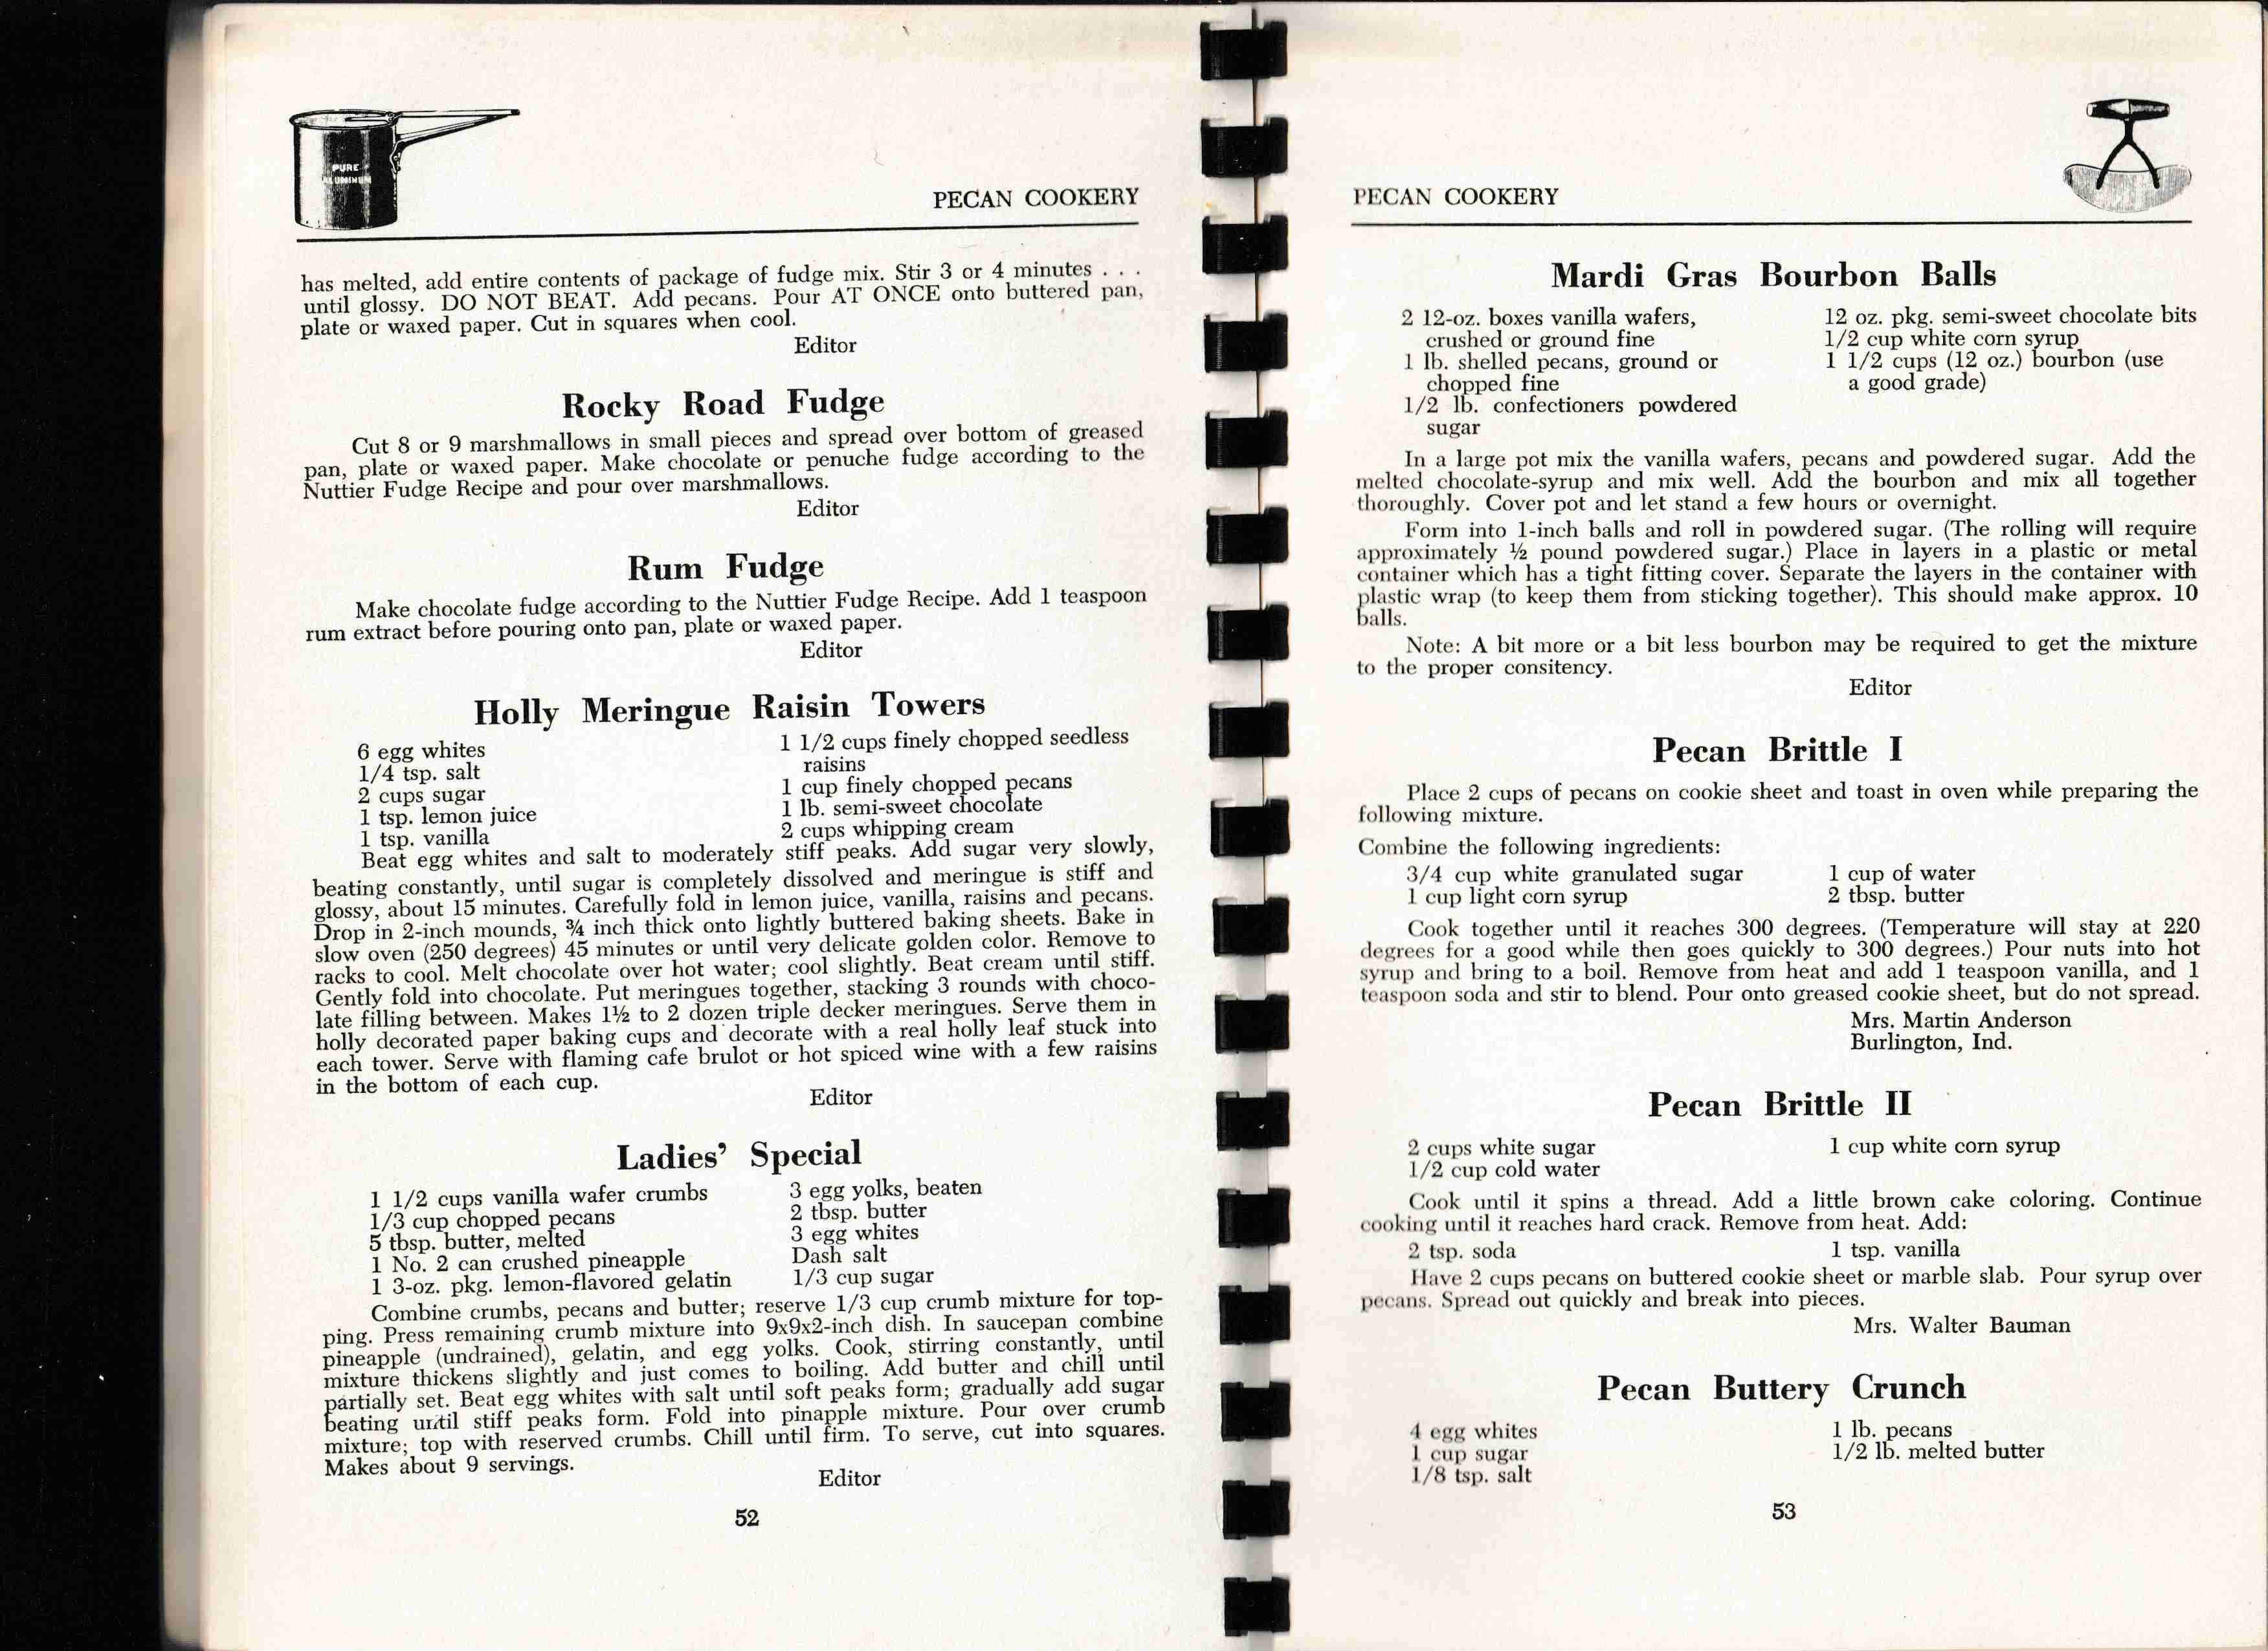 PURE
ALUMINUM
PECAN COOKERY
has melted, add entire contents of package of fudge mix. Stir 3 or 4 minutes . . .
until glossy. DO NOT BEAT. Add pecans. Pour AT ONCE onto buttered pan,
plate or waxed paper. Cut in squares when cool.
Editor
Rocky Road Fudge
Cut 8 or 9 marshmallows in small pieces and spread over bottom of greased
pan, plate or waxed paper. Make chocolate or penuche fudge according to the
Nuttier Fudge Recipe and pour over marshmallows.
Editor
Rum Fudge
Make chocolate fudge according to the Nuttier Fudge Recipe. Add 1 teaspoon
rum extract before pouring onto pan, plate or waxed paper.
Editor
Holly Meringue Raisin Towers
6 egg whites
1/4 tsp. salt
2 cups sugar
1 tsp. lemon juice
1 tsp. vanilla
1 1/2 cups finely chopped seedless
raisins
1 cup finely chopped pecans
1 lb. semi-sweet chocolate
2 cups whipping cream
Beat egg whites and salt to moderately stiff peaks. Add sugar very slowly,
beating constantly, until sugar is completely dissolved and meringue is stiff and
glossy, about 15 minutes. Carefully fold in lemon juice, vanilla, raisins and pecans.
Drop in 2-inch mounds, ¾ inch thick onto lightly buttered baking sheets. Bake in
slow oven (250 degrees) 45 minutes or until very delicate golden color. Remove to
racks to cool. Melt chocolate over hot water; cool slightly. Beat cream until stiff.
Gently fold into chocolate. Put meringues together, stacking 3 rounds with choco-
late filling between. Makes 1½ to 2 dozen triple decker meringues. Serve them in
holly decorated paper baking cups and decorate with a real holly leaf stuck into
each tower. Serve with flaming cafe brulot or hot spiced wine with a few raisins
in the bottom of each cup.
Editor
Ladies' Special
1 1/2 cups vanilla wafer crumbs
1/3 cup chopped pecans
5 tbsp. butter, melted
1 No. 2 can crushed pineapple
1 3-oz. pkg. lemon-flavored gelatin
3 egg yolks, beaten
2 tbsp. butter
3 egg whites
Dash salt
1/3 cup sugar
Combine crumbs, pecans and butter; reserve 1/3 cup crumb mixture for top-
ping. Press remaining crumb mixture into 9x9x2-inch dish. In saucepan combine
pineapple (undrained), gelatin, and egg yolks. Cook, stirring constantly, until
mixture thickens slightly and just comes to boiling. Add butter and chill until
partially set. Beat egg whites with salt until soft peaks form; gradually add sugar
beating until stiff peaks form. Fold into pinapple mixture. Pour over crumb
mixture; top with reserved crumbs. Chill until firm. To serve, cut into squares.
Makes about 9 servings.
Editor
52
PECAN COOKERY
Mardi Gras Bourbon Balls
2 12-oz. boxes vanilla wafers,
crushed or ground fine
1 lb. shelled pecans, ground or
chopped fine
1/2 lb. confectioners powdered
sugar
12 oz. pkg. semi-sweet chocolate bits
1/2 cup white corn syrup
1 1/2 cups (12 oz.) bourbon (use
a good grade)
In a large pot mix the vanilla wafers, pecans and powdered sugar. Add the
melted chocolate-syrup and mix well. Add the bourbon and mix all together
thoroughly. Cover pot and let stand a few hours or overnight.
Form into 1-inch balls and roll in powdered sugar. (The rolling will require
approximately ½ pound powdered sugar.) Place in layers in a plastic or metal
container which has a tight fitting cover. Separate the layers in the container with
plastic wrap (to keep them from sticking together). This should make approx. 10
balls.
Note: A bit more or a bit less bourbon may be required to get the mixture
to the proper consitency.
Editor
Pecan Brittle I
Place 2 cups of pecans on cookie sheet and toast in oven while preparing the
following mixture.
Combine the following ingredients:
3/4 cup white granulated sugar
1 cup light corn syrup
1 cup of water
2 tbsp. butter
Cook together until it reaches 300 degrees. (Temperature will stay at 220
degrees for a good while then goes quickly to 300 degrees.) Pour nuts into hot
syrup and bring to a boil. Remove from heat and add 1 teaspoon vanilla, and 1
teaspoon soda and stir to blend. Pour onto greased cookie sheet, but do not spread.
Mrs. Martin Anderson
Burlington, Ind.
Pecan Brittle II
2 cups white sugar
1/2 cup cold water
1 cup white corn syrup
Cook until it spins a thread. Add a little brown cake coloring. Continue
cooking until it reaches hard crack. Remove from heat. Add:
2 tsp. soda
1 tsp. vanilla
Have 2 cups pecans on buttered cookie sheet or marble slab. Pour syrup over
pecans. Spread out quickly and break into pieces.
Mrs. Walter Bauman
Pecan Buttery Crunch
4 egg whites
1 cup sugar
1/8 tsp. salt
1 lb. pecans
1/2 lb. melted butter
53